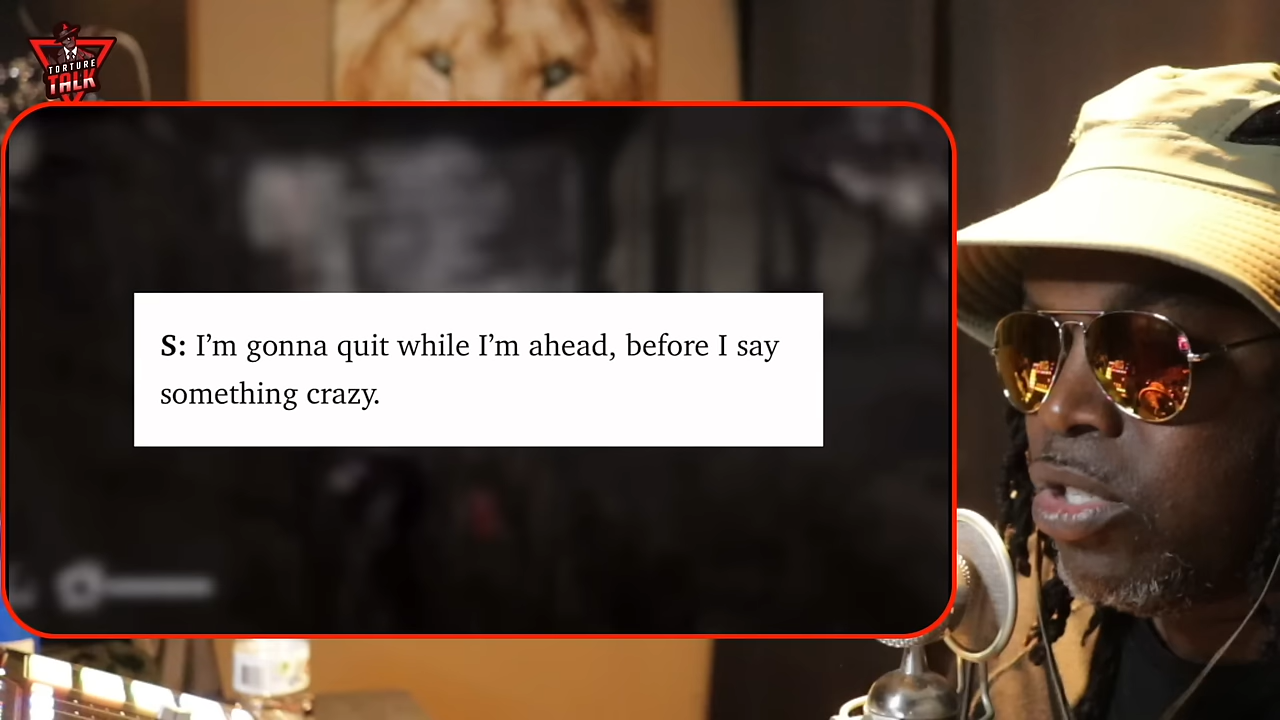 TORTURE
TALK
S: I'm gonna quit while I'm ahead, before I say
something crazy.